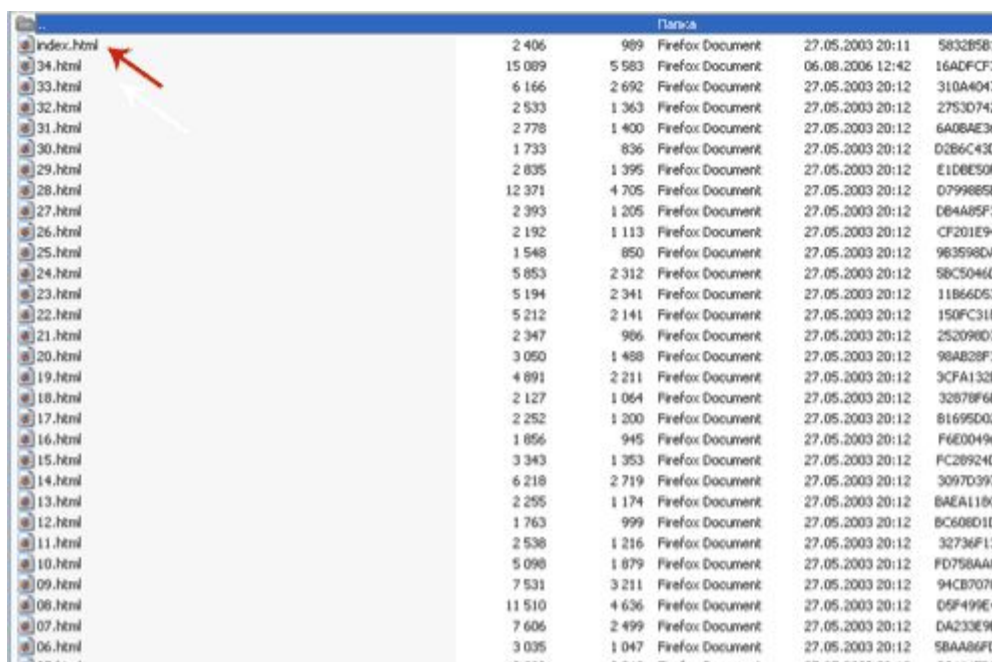 .. Папка
index.html 2 406 989 Firefox Document 27.05.2003 20:11
34.html 15 089 5 583 Firefox Document 06.08.2006 12:42
33.html 6 166 2 692 Firefox Document 27.05.2003 20:12
32.html 2 533 1 363 Firefox Document 27.05.2003 20:12
31.html 2 778 1 400 Firefox Document 27.05.2003 20:12
30.html 1 733 836 Firefox Document 27.05.2003 20:12
29.html 2 835 1 395 Firefox Document 27.05.2003 20:12
28.html 12 371 4 705 Firefox Document 27.05.2003 20:12
27.html 2 393 1 205 Firefox Document 27.05.2003 20:12
26.html 2 192 1 113 Firefox Document 27.05.2003 20:12
25.html 1 548 850 Firefox Document 27.05.2003 20:12
24.html 5 853 2 312 Firefox Document 27.05.2003 20:12
23.html 5 194 2 341 Firefox Document 27.05.2003 20:12
22.html 5 212 2 141 Firefox Document 27.05.2003 20:12
21.html 2 347 986 Firefox Document 27.05.2003 20:12
20.html 3 050 1 488 Firefox Document 27.05.2003 20:12
19.html 4 891 2 211 Firefox Document 27.05.2003 20:12
18.html 2 127 1 064 Firefox Document 27.05.2003 20:12
17.html 2 252 1 200 Firefox Document 27.05.2003 20:12
16.html 1 856 945 Firefox Document 27.05.2003 20:12
15.html 3 343 1 353 Firefox Document 27.05.2003 20:12
14.html 6 218 2 719 Firefox Document 27.05.2003 20:12
13.html 2 255 1 174 Firefox Document 27.05.2003 20:12
12.html 1 763 999 Firefox Document 27.05.2003 20:12
11.html 2 538 1 216 Firefox Document 27.05.2003 20:12
10.html 5 098 1 879 Firefox Document 27.05.2003 20:12
09.html 7 531 3 211 Firefox Document 27.05.2003 20:12
08.html 11 510 4 636 Firefox Document 27.05.2003 20:12
07.html 7 606 2 499 Firefox Document 27.05.2003 20:12
06.html 3 035 1 047 Firefox Document 27.05.2003 20:12